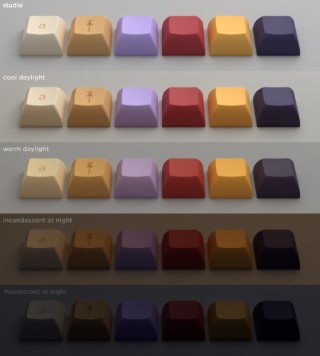 studio
a
cool daylight
a
warm daylight
a
incandescent at night
a
fluorescent at night